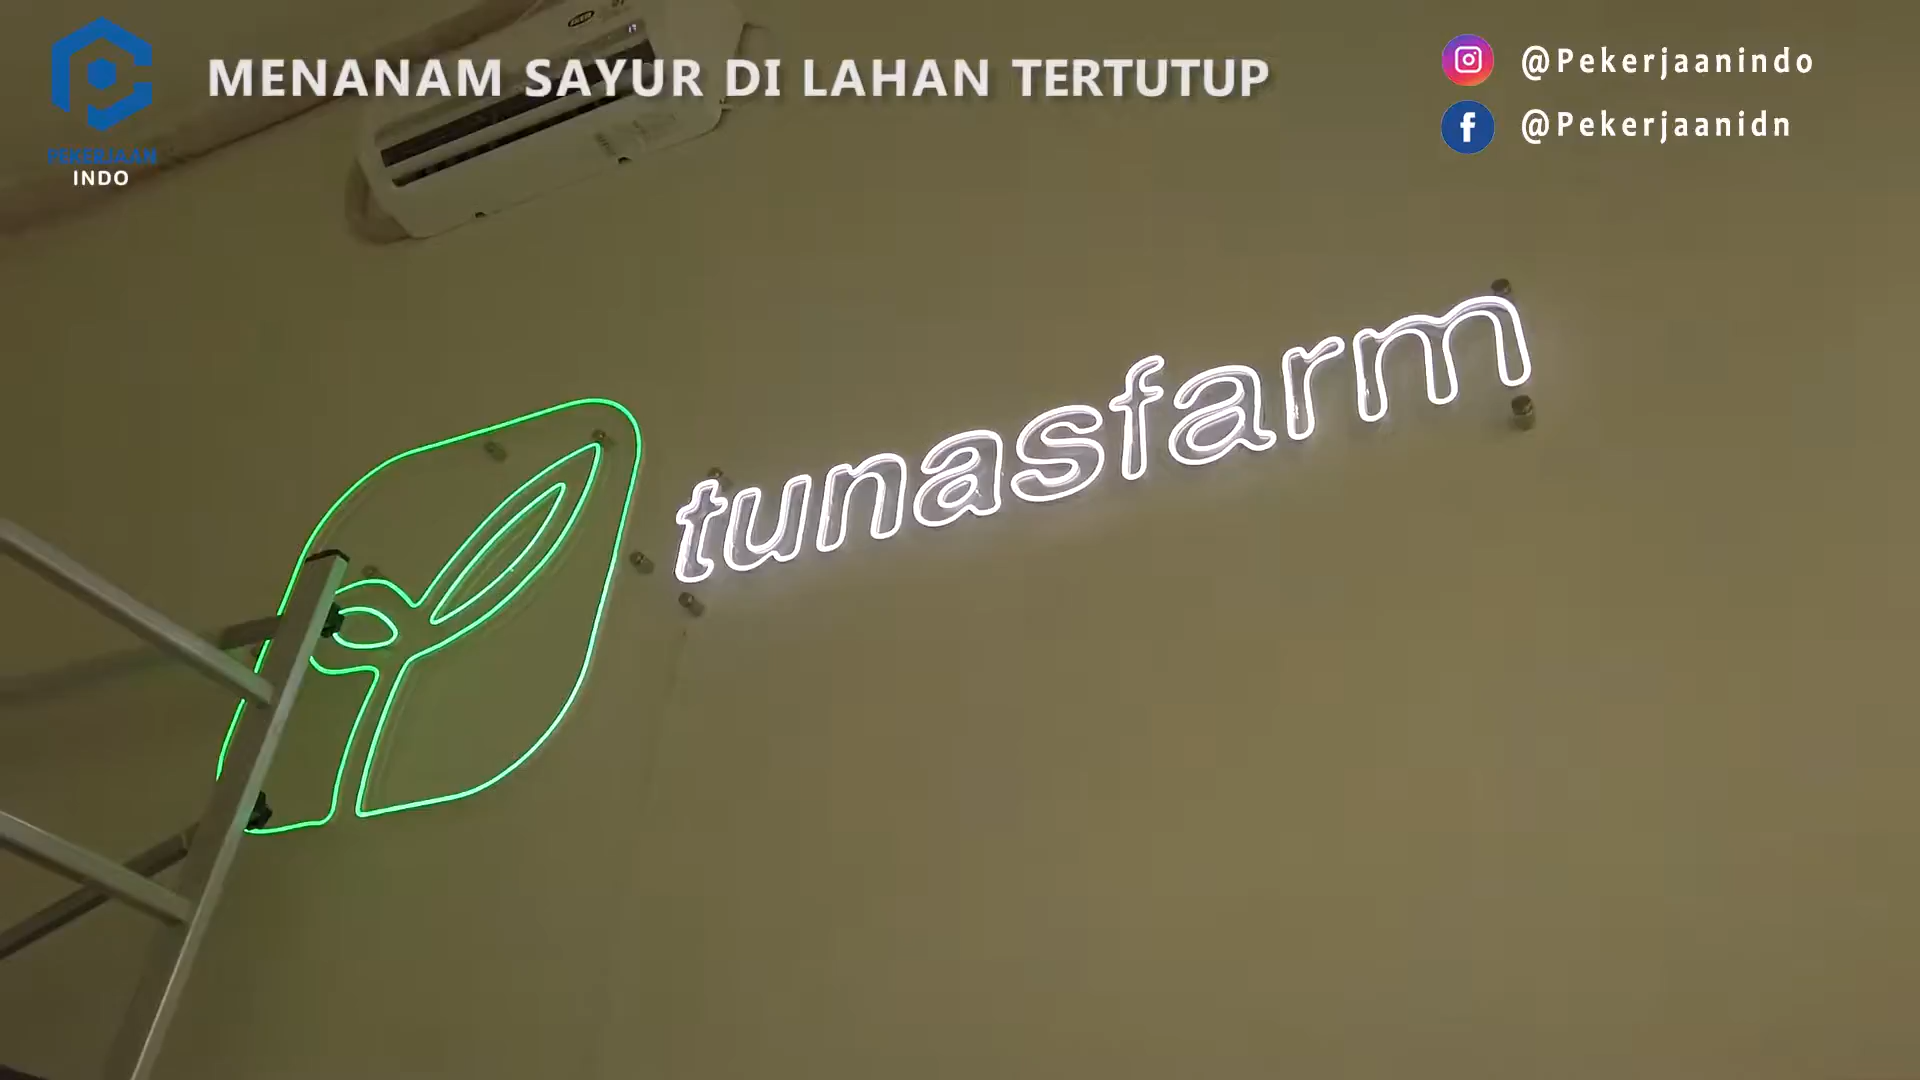 MENANAM SAYUR DI LAHAN TERTUTUP
@Pekerjaanindo
@Pekerjaanidn
PEKERJAAN
INDO
tunasfarm